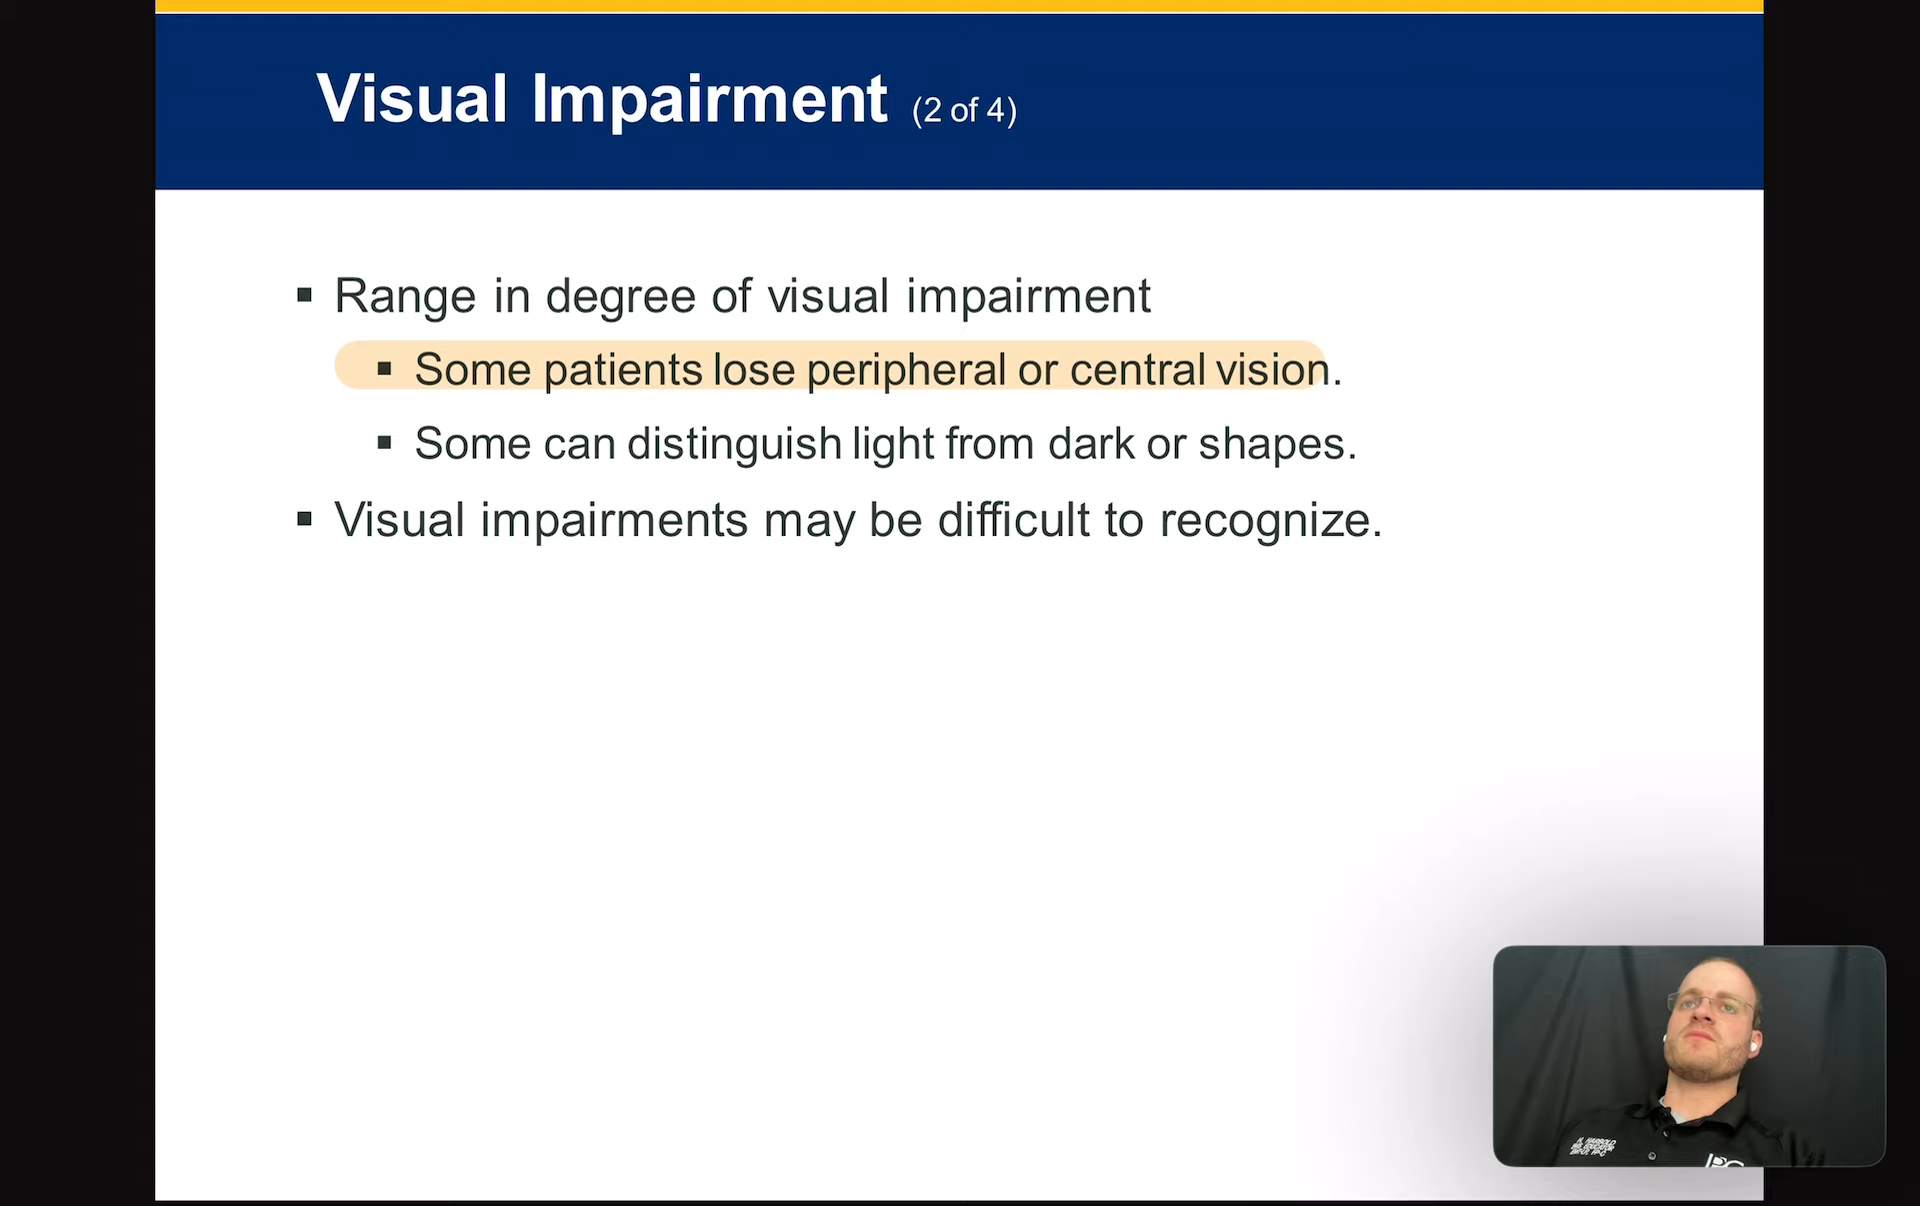 Visual Impairment (2 of 4)
▪ Range in degree of visual impairment
▪ Some patients lose peripheral or central vision.
▪ Some can distinguish light from dark or shapes.
▪ Visual impairments may be difficult to recognize.
N. HARBOLD